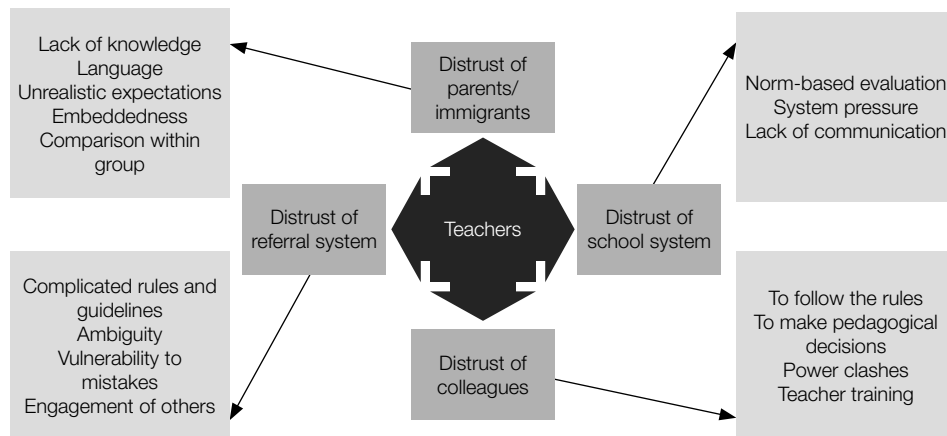 Lack of knowledge
Language
Unrealistic expectations
Embeddedness
Comparison within
group
Distrust of
parents/
immigrants
Norm-based evaluation
System pressure
Lack of communication
Distrust of
referral system
Teachers
Distrust of
school system
Complicated rules and
guidelines
Ambiguity
Vulnerability to
mistakes
Engagement of others
Distrust of
colleagues
To follow the rules
To make pedagogical
decisions
Power clashes
Teacher training